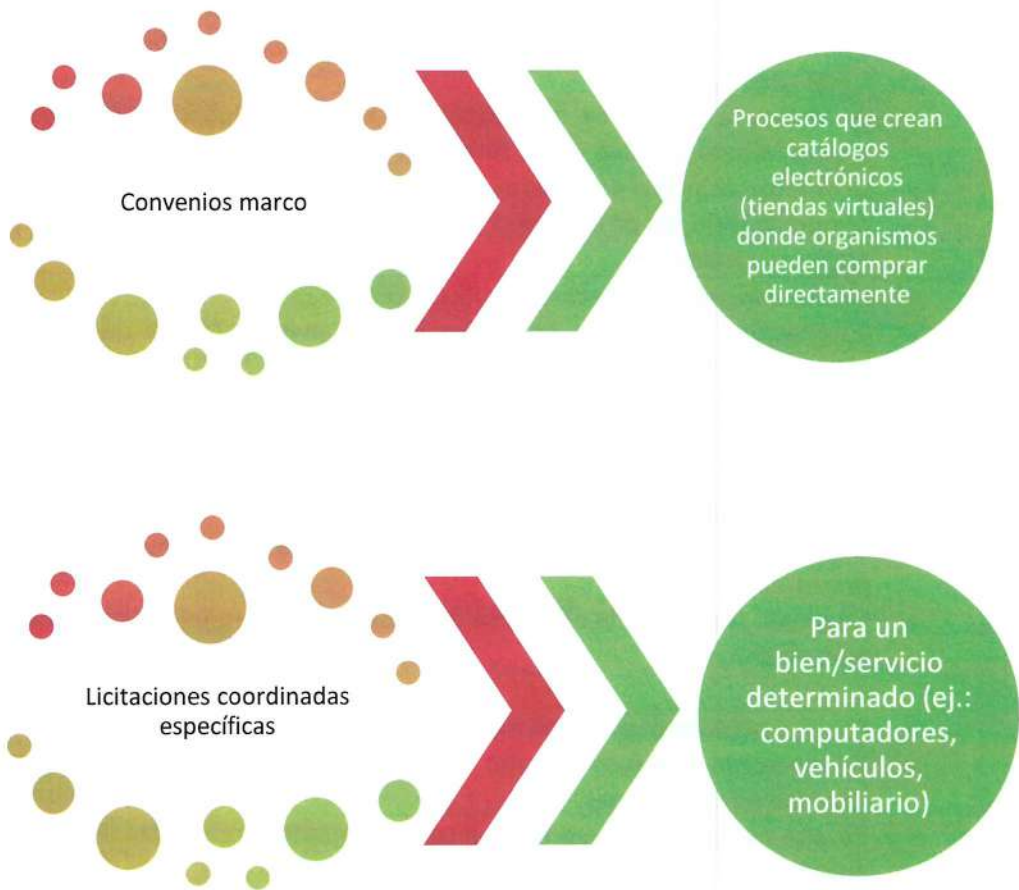 Convenios marco
Procesos que crean
catálogos
electrónicos
(tiendas virtuales)
donde organismos
pueden comprar
directamente
Licitaciones coordinadas
específicas
Para un
bien/servicio
determinado (ej.:
computadores,
vehículos,
mobiliario)